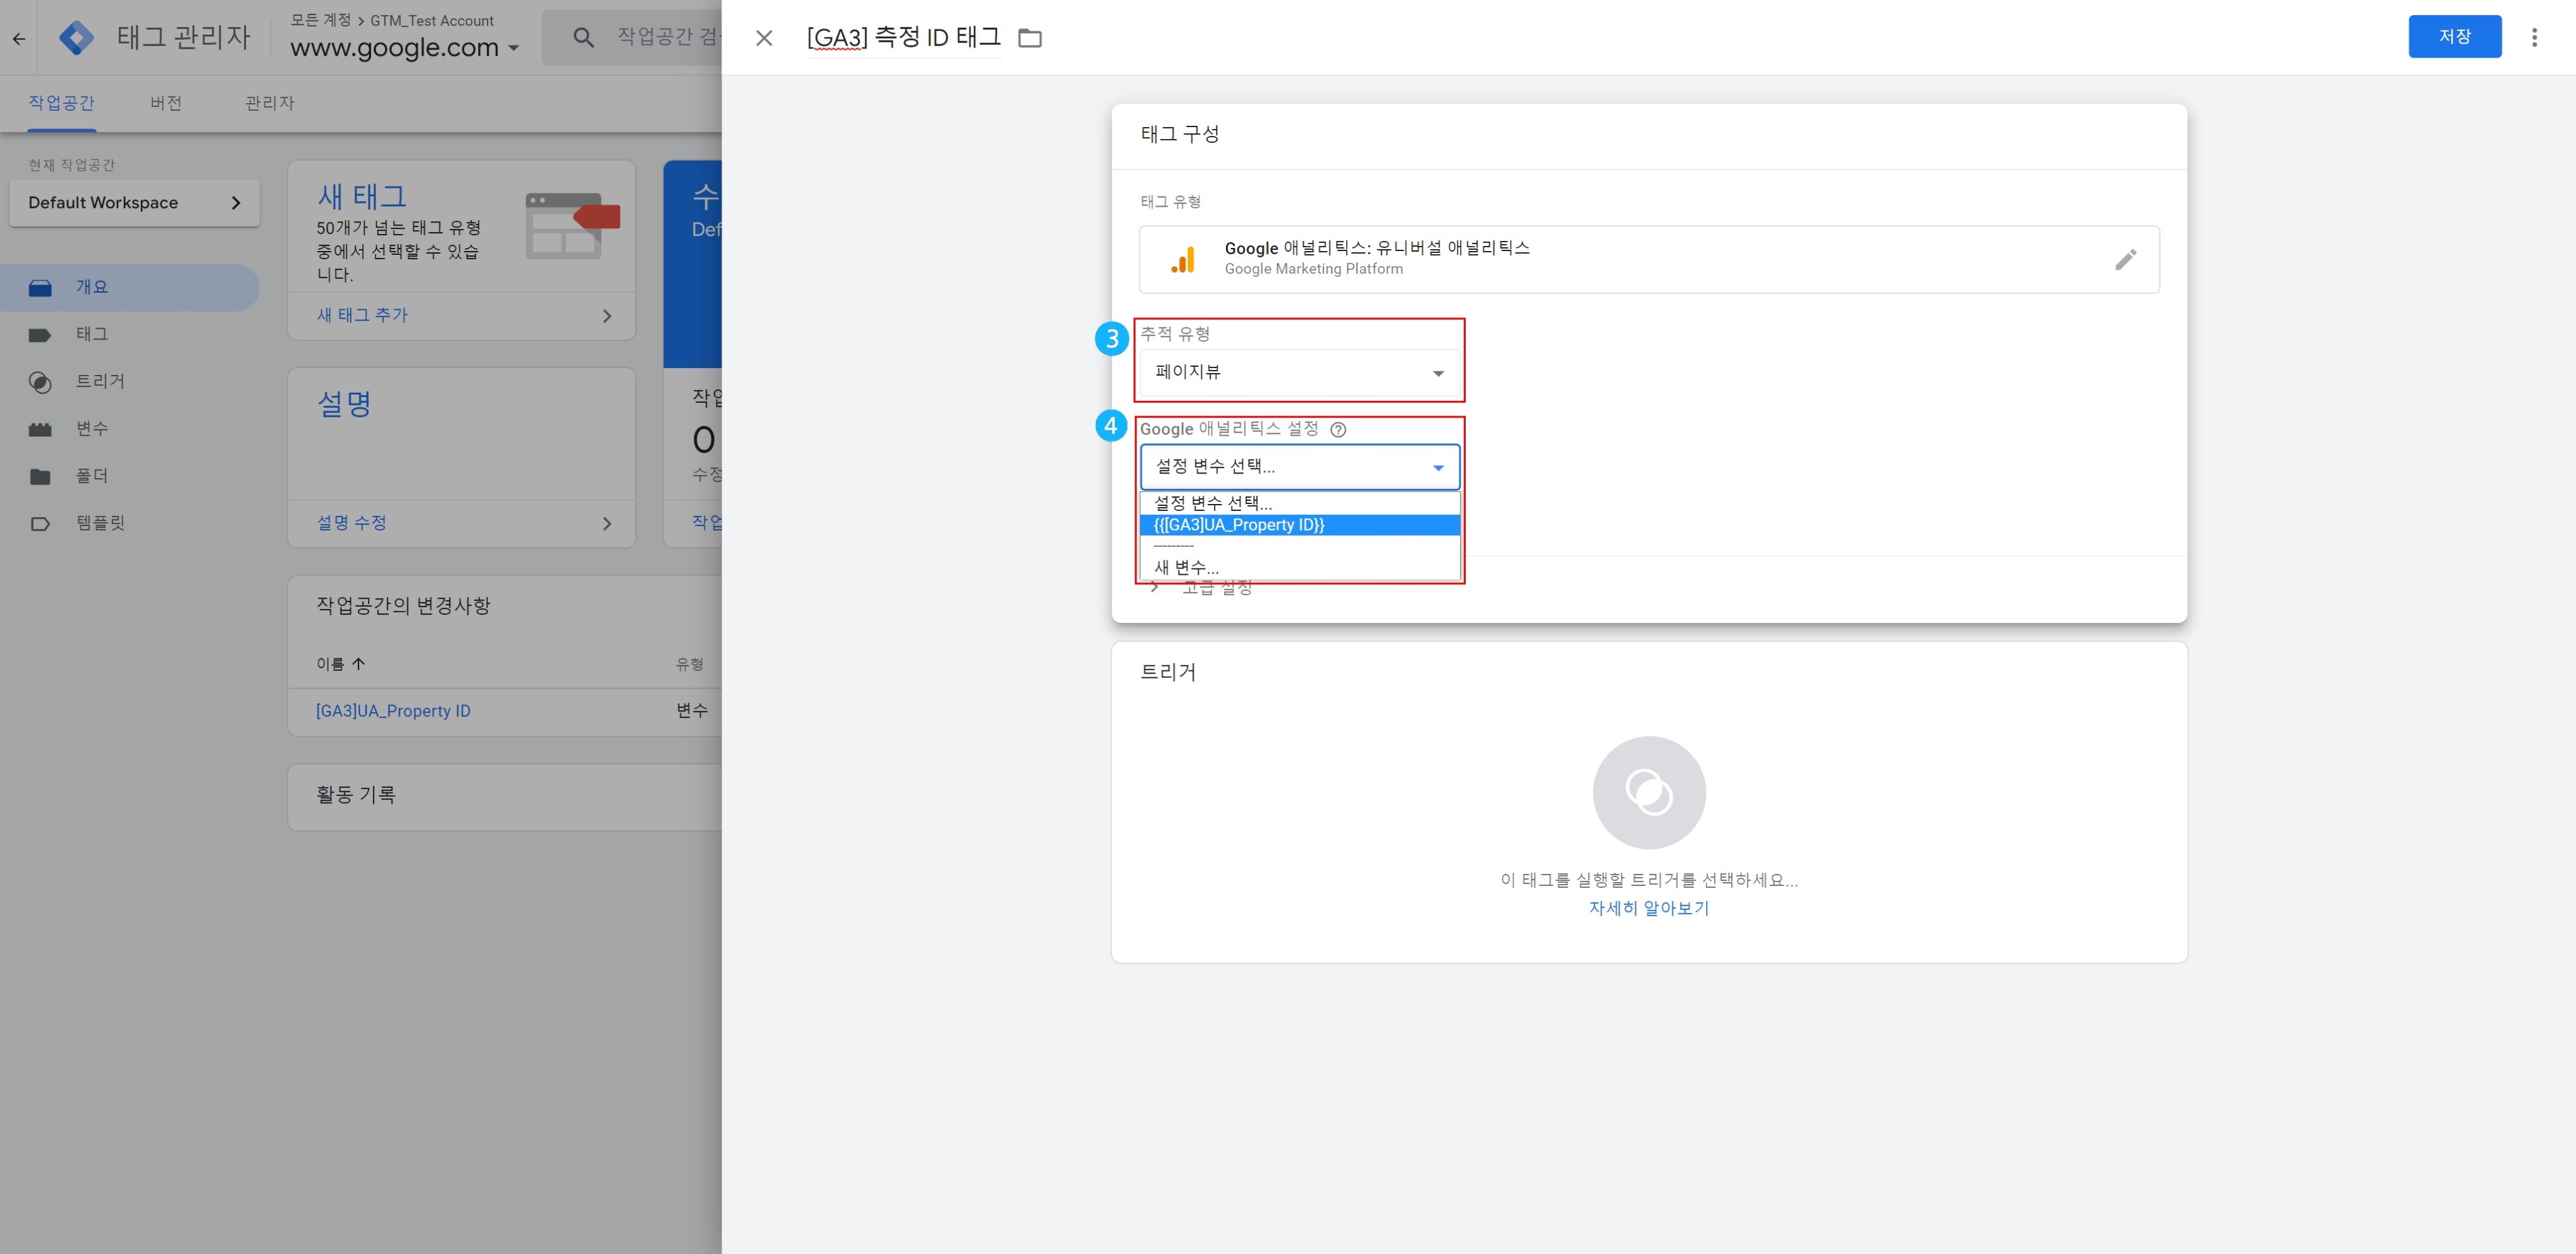 태그 관리자
모든 계정 > GTM_Test Account
www.google.com
작업공간 검
작업공간
버전
관리자
현재 작업공간
Default Workspace
개요
태그
트리거
변수
폴더
템플릿
새 태그
50개가 넘는 태그 유형
중에서 선택할 수 있습
니다.
새 태그 추가
수
Def
설명
설명 수정
0
수정
작업
작업공간의 변경사항
이름
유형
[GA3]UA_Property ID
변수
활동 기록
[GA3] 측정 ID 태그
저장
태그 구성
태그 유형
Google 애널리틱스: 유니버설 애널리틱스
Google Marketing Platform
3
추적 유형
페이지뷰
4
Google 애널리틱스 설정
설정 변수 선택...
설정 변수 선택...
{{[GA3]UA_Property ID}}
---------
새 변수...
고급 설정
트리거
이 태그를 실행할 트리거를 선택하세요...
자세히 알아보기